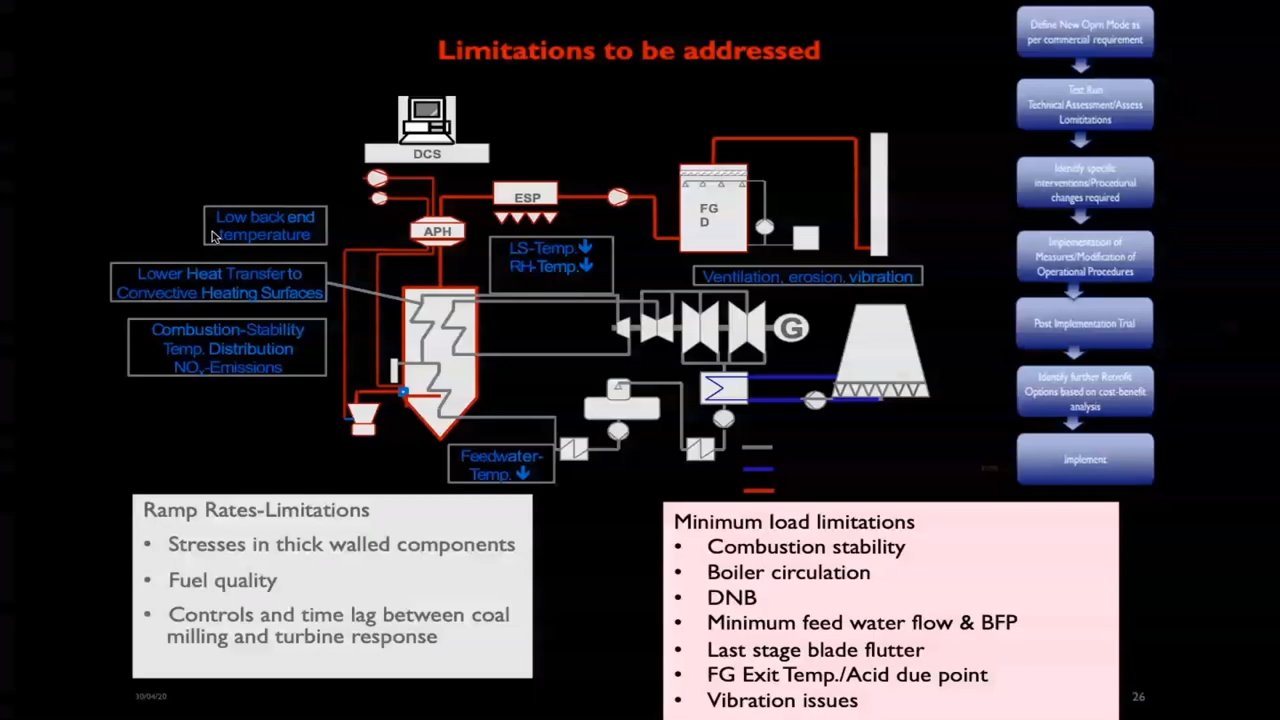 Limitations to be addressed
DCS
ESP
APH
FG
D
G
Low back end
temperature
LS-Temp.↓
RH-Temp.↓
Lower Heat Transfer to
Convective Heating Surfaces
Ventilation, erosion, vibration
Combustion-Stability
Temp. Distribution
NOx-Emissions
Feedwater-
Temp. ↓
Define New Oprn Mode as
per commercial requirement
Test Run
Technical Assessment/Assess
Lomititations
Identify specific
interventions/Procedural
changes required
Implementation of
Measures/Modification of
Operational Procedures
Post Implementation Trial
Identify further Retrofit
Options based on cost-benefit
analysis
Implement
Ramp Rates-Limitations
• Stresses in thick walled components
• Fuel quality
• Controls and time lag between coal
milling and turbine response
Minimum load limitations
• Combustion stability
• Boiler circulation
• DNB
• Minimum feed water flow & BFP
• Last stage blade flutter
• FG Exit Temp./Acid due point
• Vibration issues
30/04/20
26